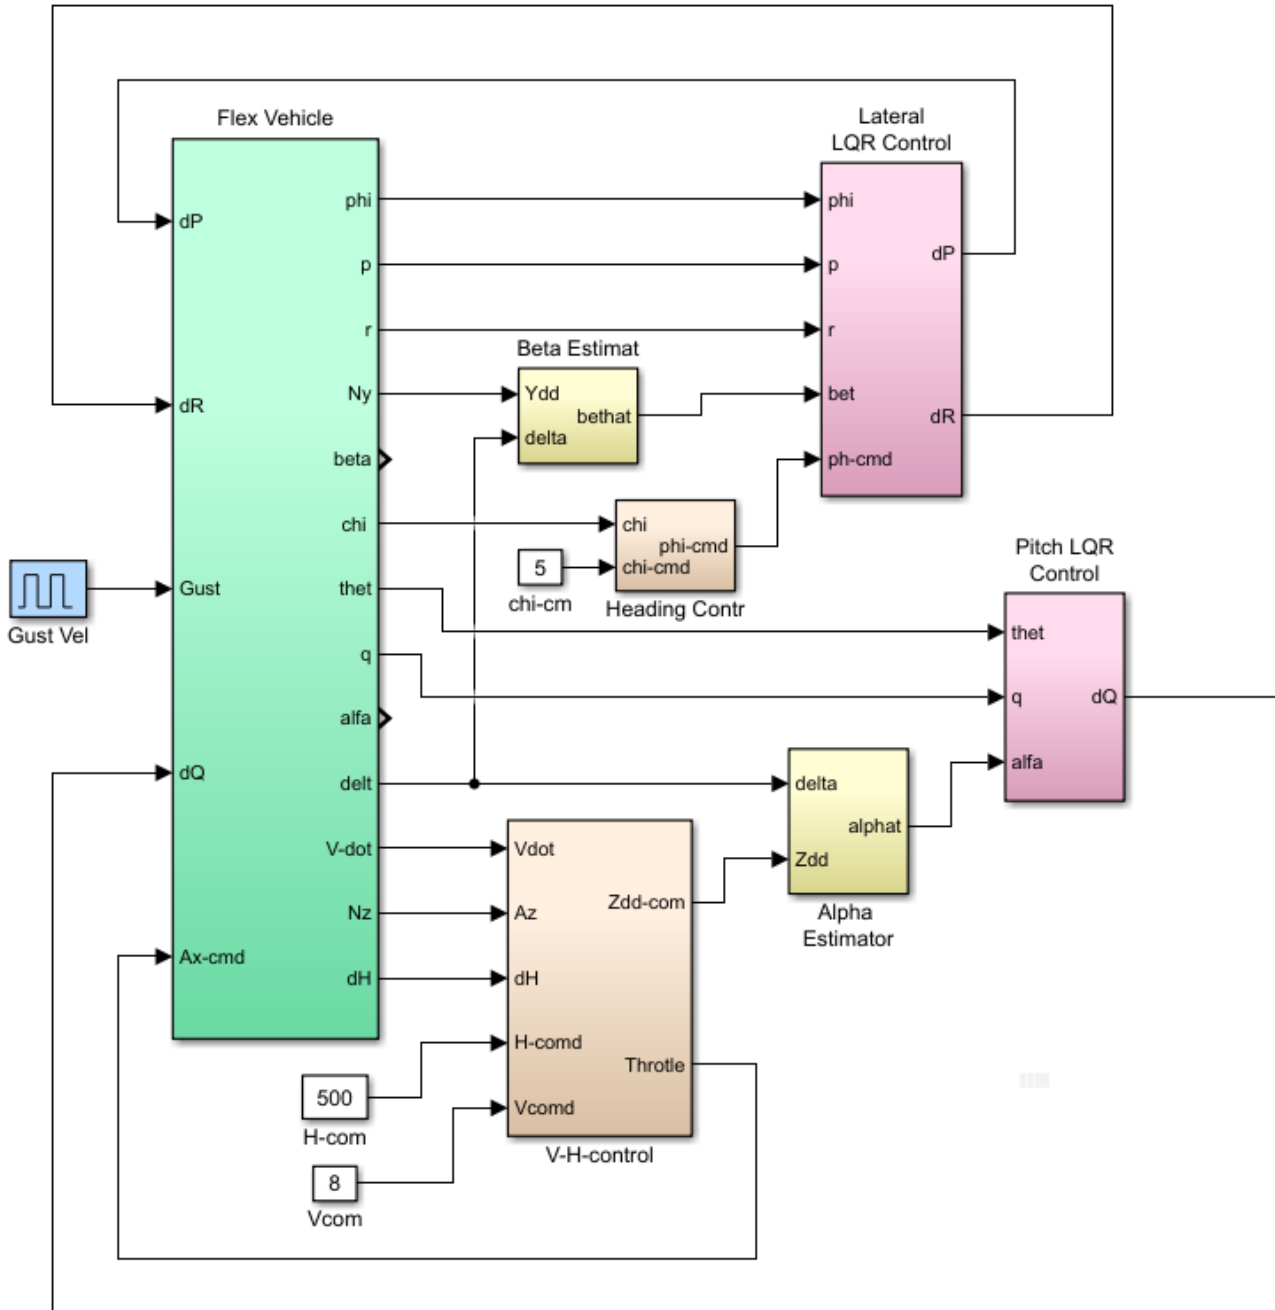 Flex Vehicle
dP
dR
Gust
dQ
Ax-cmd
phi
p
r
Ny
beta
chi
thet
q
alfa
delt
V-dot
Nz
dH
Gust Vel
Beta Estimat
Ydd
delta
bethat
Lateral
LQR Control
phi
p
r
bet
ph-cmd
dP
dR
chi
chi-cmd
phi-cmd
Heading Contr
5
chi-cm
Pitch LQR
Control
thet
q
alfa
dQ
delta
Zdd
alphat
Alpha
Estimator
Vdot
Az
dH
H-comd
Vcomd
Zdd-com
Throtle
V-H-control
500
H-com
8
Vcom